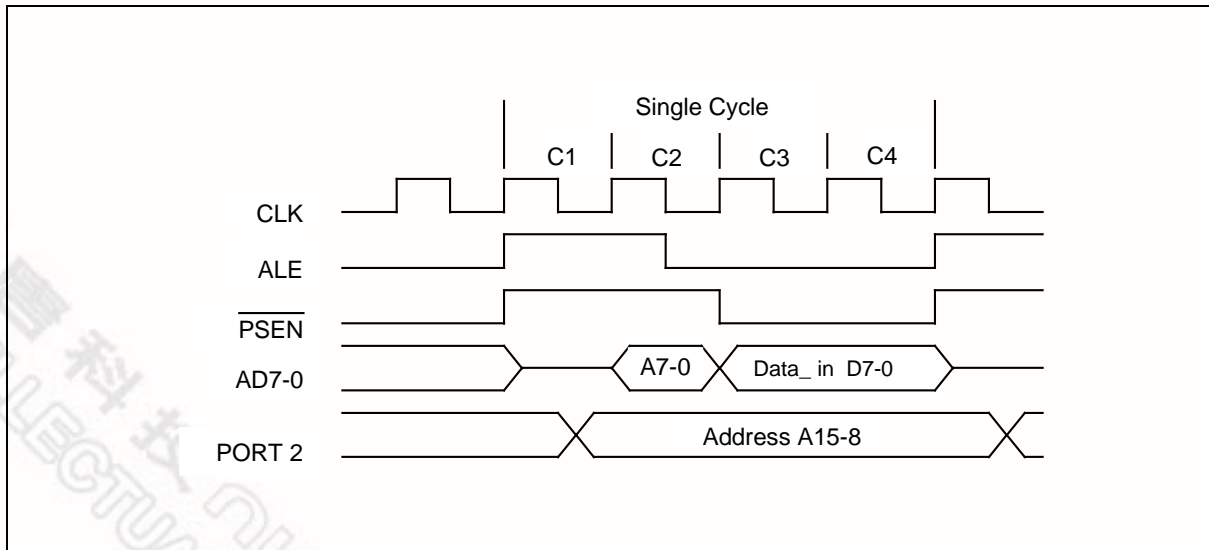 Single Cycle
C1 C2 C3 C4
CLK
ALE
PSEN
AD7-0 A7-0 Data_ in D7-0
PORT 2 Address A15-8